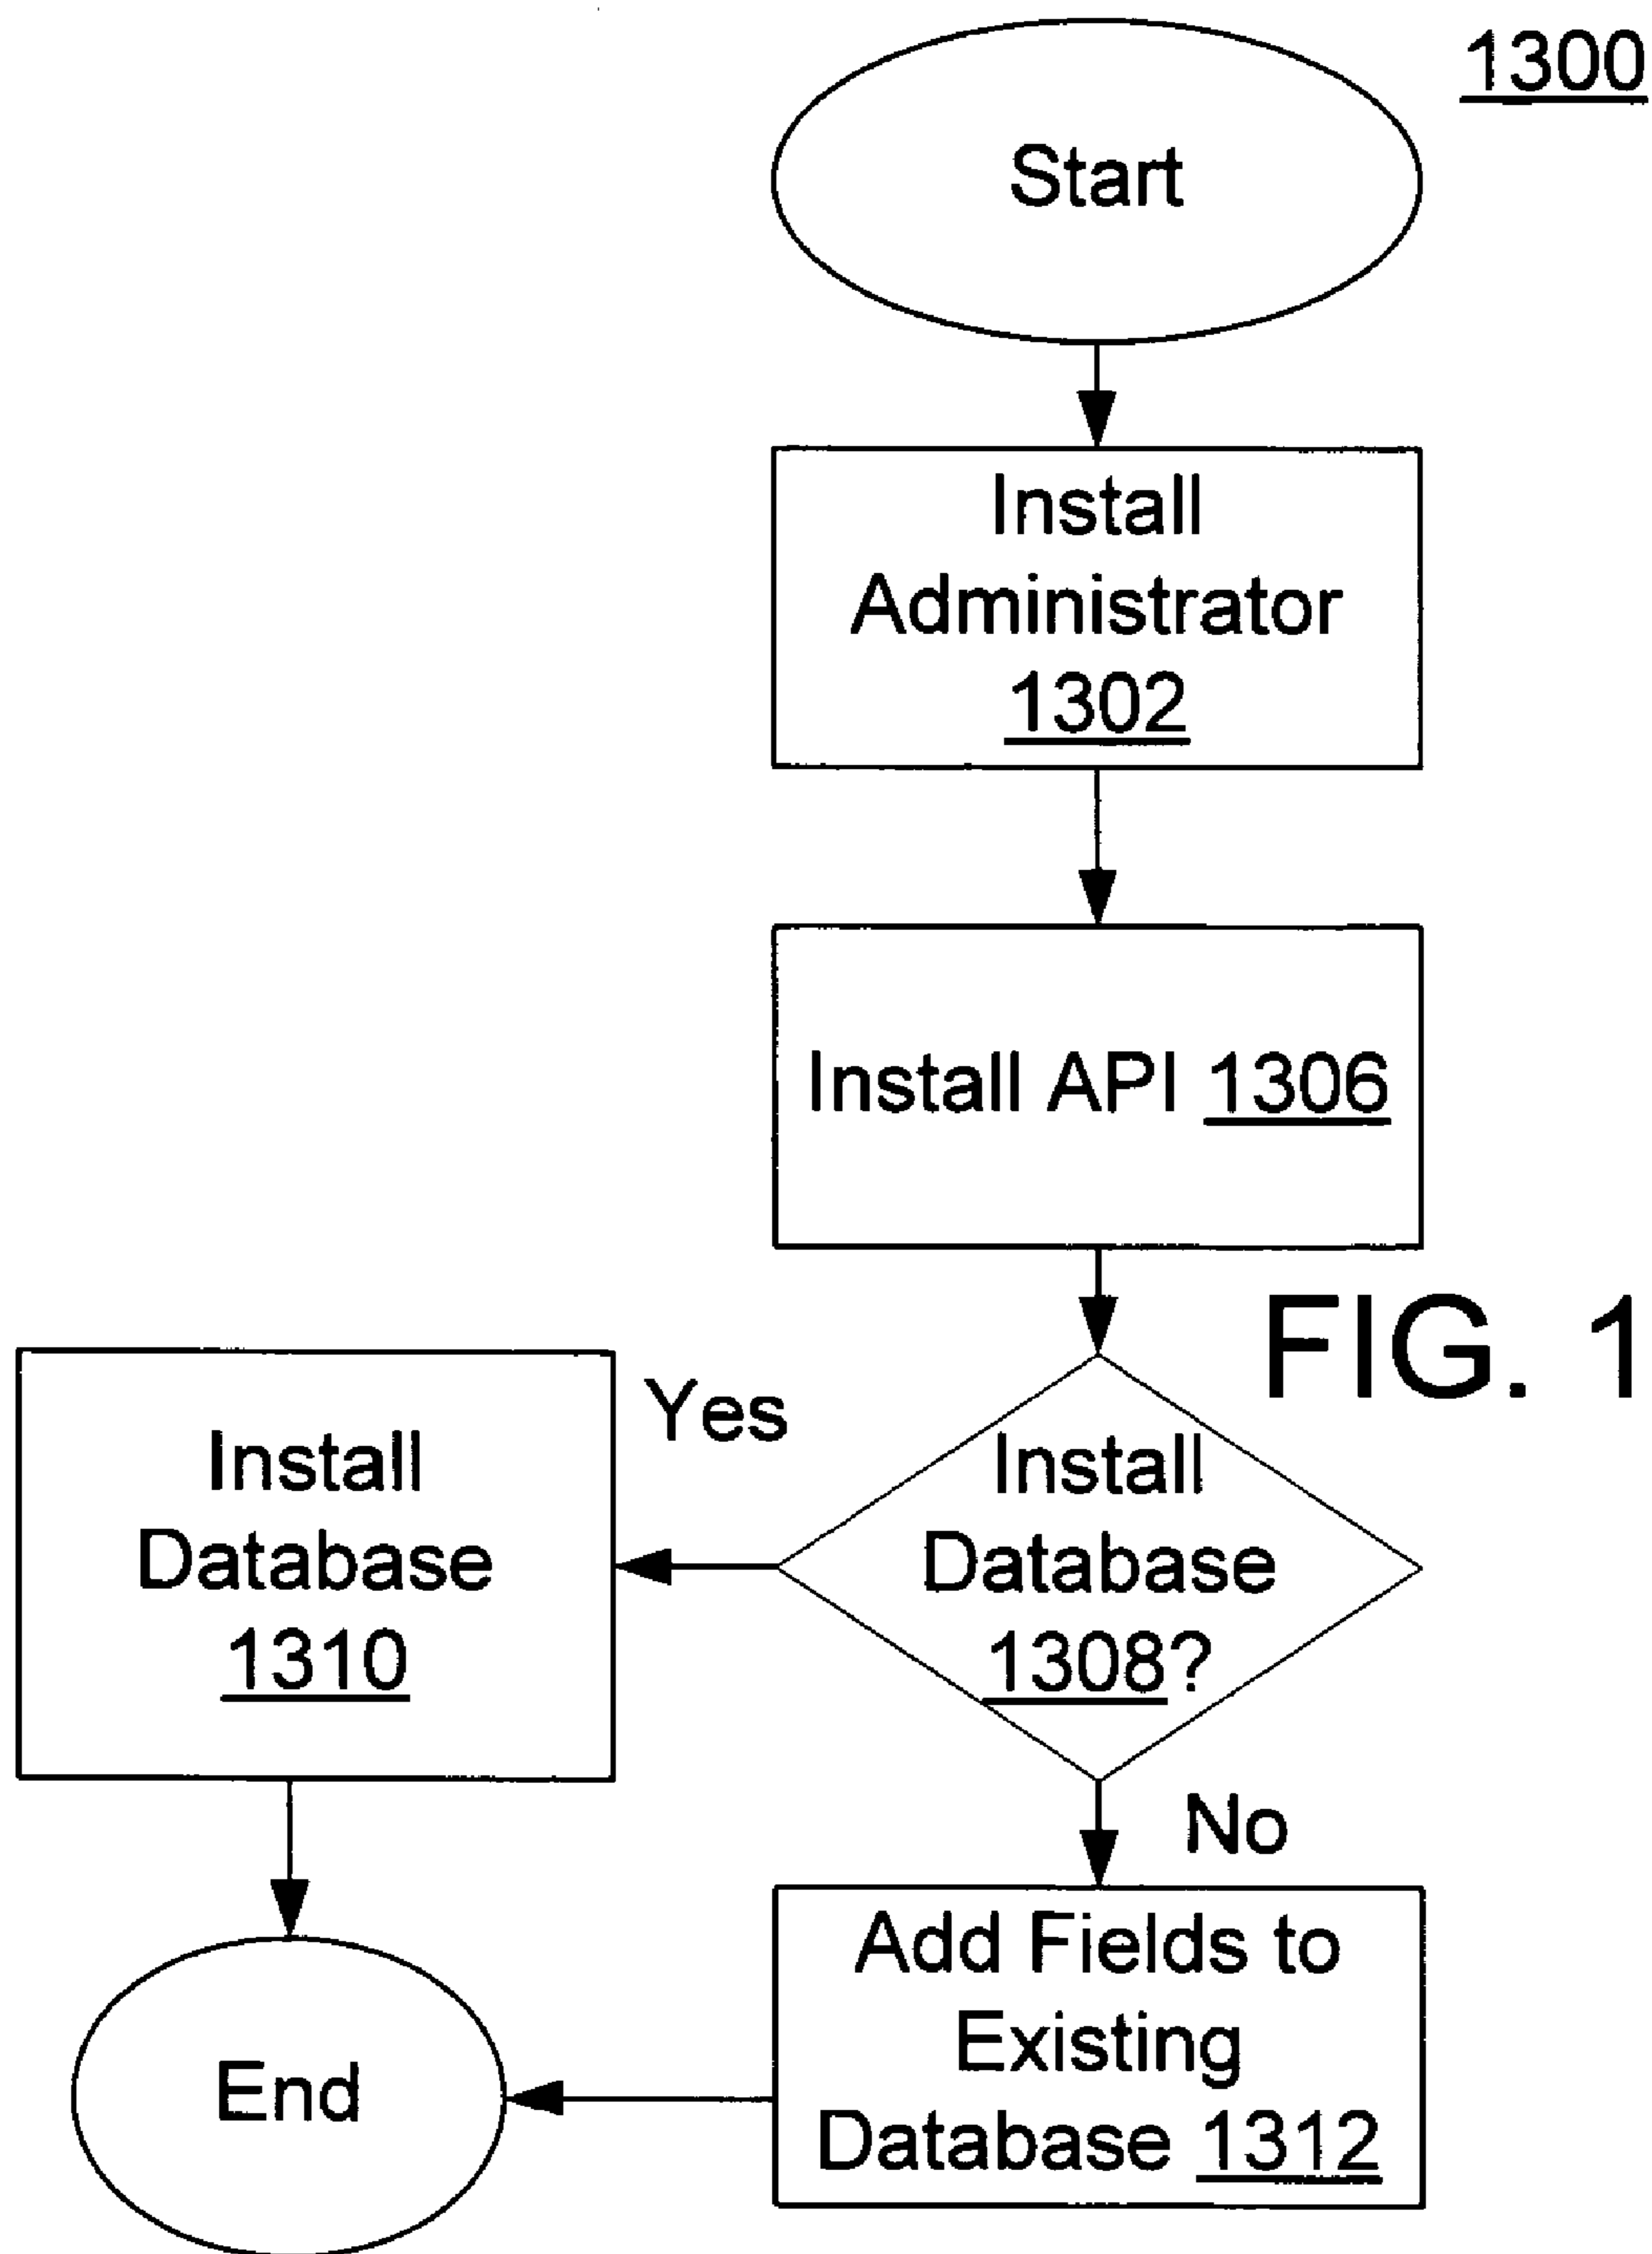 1300
Start
Install
Administrator
1302
Install API 1306
FIG. 1
Yes
Install
Database
1308?
Install
Database
1310
No
Add Fields to
Existing
Database 1312
End